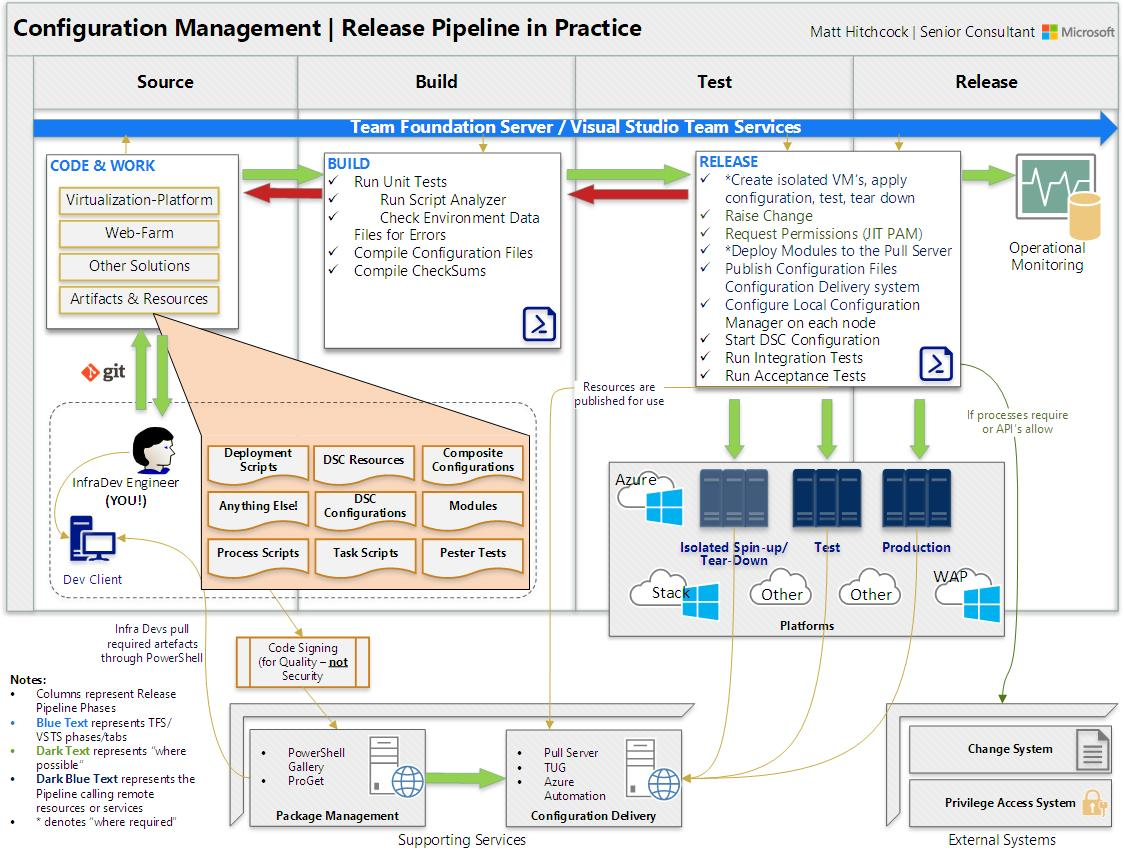 Configuration Management | Release Pipeline in Practice
Matt Hitchcock | Senior Consultant
Microsoft
Source
Build
Test
Release
Team Foundation Server / Visual Studio Team Services
CODE & WORK
Virtualization-Platform
Web-Farm
Other Solutions
Artifacts & Resources
BUILD
✓ Run Unit Tests
✓ Run Script Analyzer
✓ Check Environment Data
Files for Errors
✓ Compile Configuration Files
✓ Compile CheckSums
RELEASE
✓ *Create isolated VM's, apply
configuration, test, tear down
✓ Raise Change
✓ Request Permissions (JIT PAM)
✓ *Deploy Modules to the Pull Server
✓ Publish Configuration Files
Configuration Delivery system
✓ Configure Local Configuration
Manager on each node
✓ Start DSC Configuration
✓ Run Integration Tests
✓ Run Acceptance Tests
Operational
Monitoring
git
Resources are
published for use
If processes require
or API's allow
InfraDev Engineer
(YOU!)
Dev Client
Deployment
Scripts
DSC Resources
Composite
Configurations
Anything Else!
DSC
Configurations
Modules
Process Scripts
Task Scripts
Pester Tests
Azure
Isolated Spin-up/
Tear-Down
Test
Production
Stack
Other
Other
WAP
Platforms
Infra Devs pull
required artefacts
through PowerShell
Code Signing
(for Quality – not
Security
Notes:
• Columns represent Release
Pipeline Phases
• Blue Text represents TFS/
VSTS phases/tabs
• Dark Text represents "where
possible"
• Dark Blue Text represents the
Pipeline calling remote
resources or services
• * denotes "where required"
• PowerShell
Gallery
• ProGet
Package Management
• Pull Server
• TUG
• Azure
Automation
Configuration Delivery
Supporting Services
Change System
Privilege Access System
External Systems